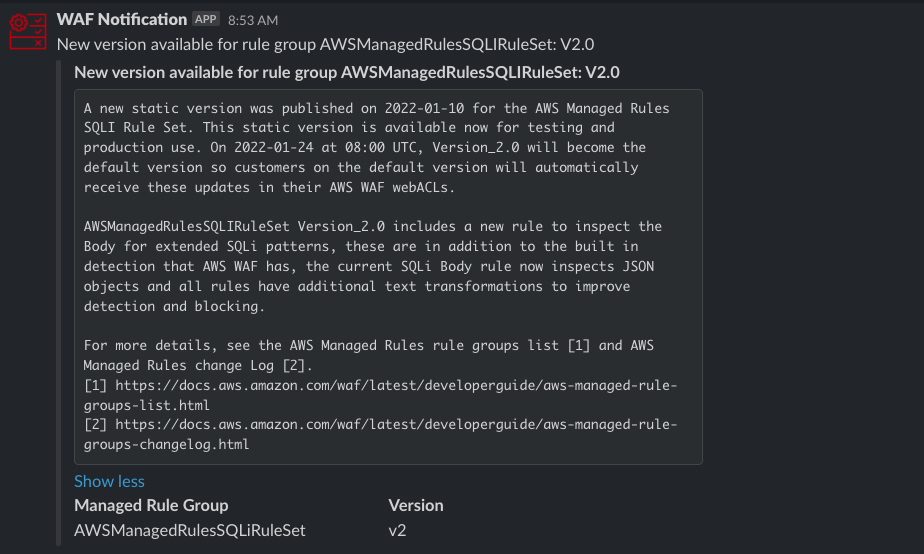 WAF Notification APP 8:53 AM
New version available for rule group AWSManagedRulesSQLIRuleSet: V2.0
New version available for rule group AWSManagedRulesSQLIRuleSet: V2.0
A new static version was published on 2022-01-10 for the AWS Managed Rules
SQLI Rule Set. This static version is available now for testing and
production use. On 2022-01-24 at 08:00 UTC, Version_2.0 will become the
default version so customers on the default version will automatically
receive these updates in their AWS WAF webACLs.
AWSManagedRulesSQLIRuleSet Version_2.0 includes a new rule to inspect the
Body for extended SQLi patterns, these are in addition to the built in
detection that AWS WAF has, the current SQLi Body rule now inspects JSON
objects and all rules have additional text transformations to improve
detection and blocking.
For more details, see the AWS Managed Rules rule groups list [1] and AWS
Managed Rules change Log [2].
[1] https://docs.aws.amazon.com/waf/latest/developerguide/aws-managed-rule-
groups-list.html
[2] https://docs.aws.amazon.com/waf/latest/developerguide/aws-managed-rule-
groups-changelog.html
Show less
Managed Rule Group Version
AWSManagedRulesSQLiRuleSet v2